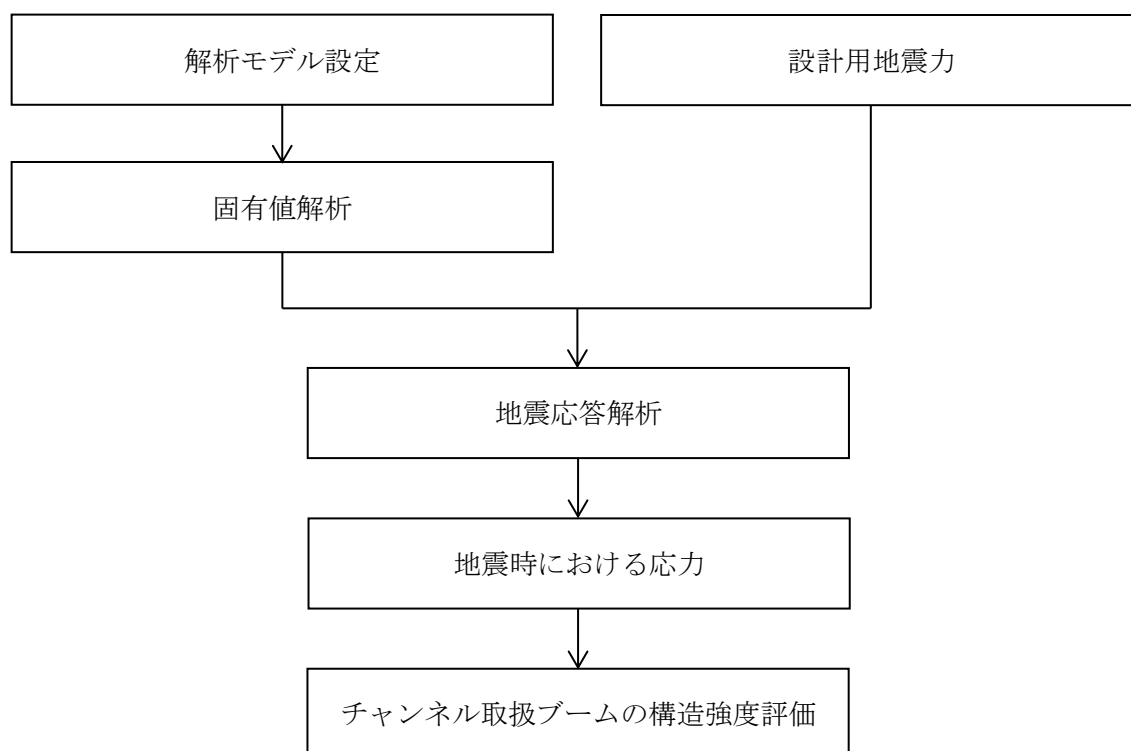 解析モデル設定
設計用地震力
固有値解析
地震応答解析
地震時における応力
チャンネル取扱ブームの構造強度評価